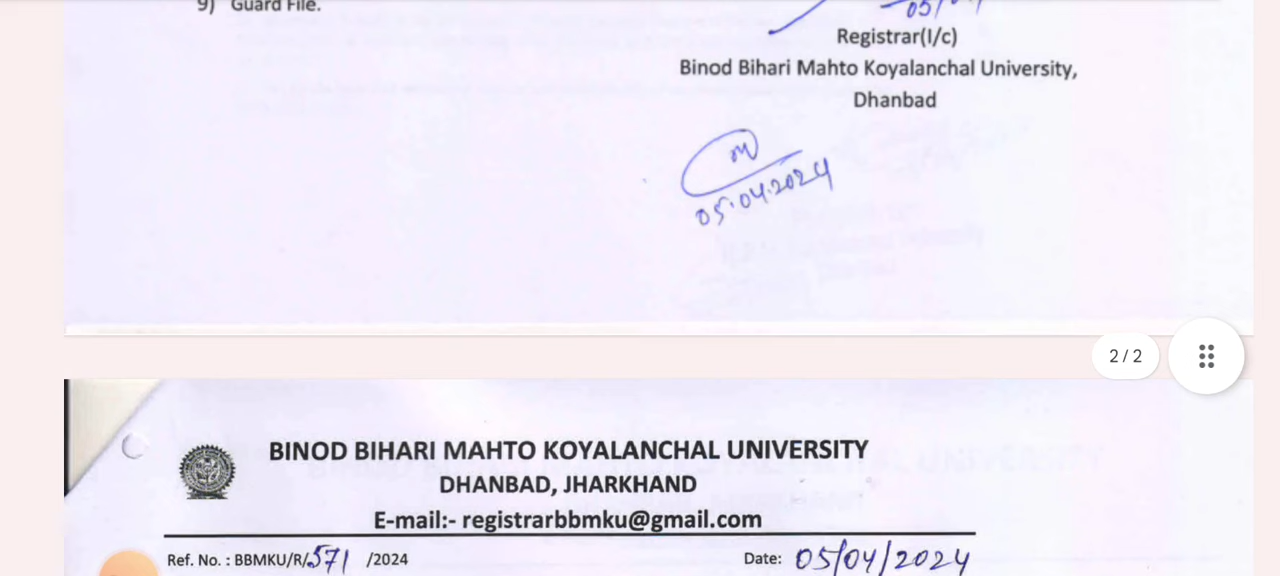 9) Guard File.
Registrar(I/c)
Binod Bihari Mahto Koyalanchal University,
Dhanbad
05.04.2024
2 / 2
BINOD BIHARI MAHTO KOYALANCHAL UNIVERSITY
DHANBAD, JHARKHAND
E-mail:- registrarbbmku@gmail.com
Ref. No. : BBMKU/R/571 /2024 Date: 05/04/2024